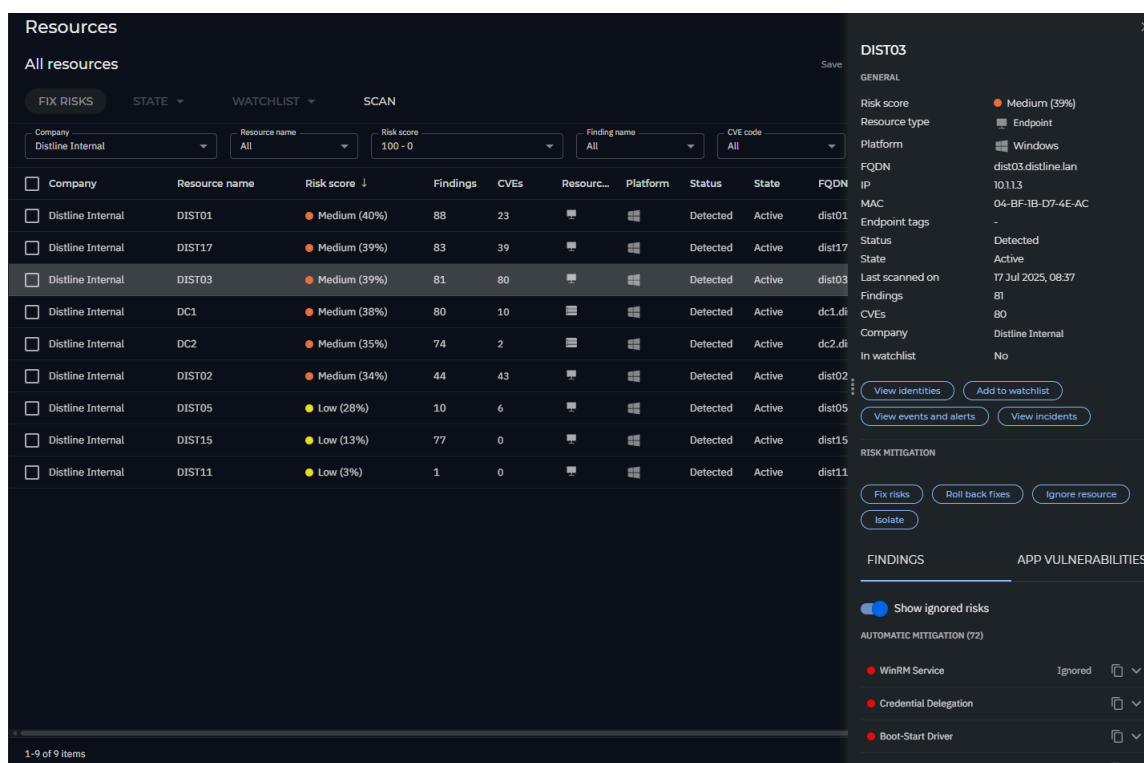 Resources
All resources
Save
FIX RISKS STATE WATCHLIST SCAN
Company Resource name Risk score Finding name CVE code
Distline Internal All 100 - 0 All All
Company Resource name Risk score ↓ Findings CVEs Resourc... Platform Status State FQDN
Distline Internal DIST01 Medium (40%) 88 23 Detected Active dist01
Distline Internal DIST17 Medium (39%) 83 39 Detected Active dist17
Distline Internal DIST03 Medium (39%) 81 80 Detected Active dist03
Distline Internal DC1 Medium (38%) 80 10 Detected Active dc1.di
Distline Internal DC2 Medium (35%) 74 2 Detected Active dc2.di
Distline Internal DIST02 Medium (34%) 44 43 Detected Active dist02
Distline Internal DIST05 Low (28%) 10 6 Detected Active dist05
Distline Internal DIST15 Low (13%) 77 0 Detected Active dist15
Distline Internal DIST11 Low (3%) 1 0 Detected Active dist11
1-9 of 9 items
DIST03
GENERAL
Risk score Medium (39%)
Resource type Endpoint
Platform Windows
FQDN dist03.distline.lan
IP 10.1.1.3
MAC 04-BF-1B-D7-4E-AC
Endpoint tags -
Status Detected
State Active
Last scanned on 17 Jul 2025, 08:37
Findings 81
CVEs 80
Company Distline Internal
In watchlist No
View identities Add to watchlist
View events and alerts View incidents
RISK MITIGATION
Fix risks Roll back fixes Ignore resource
Isolate
FINDINGS APP VULNERABILITIES
Show ignored risks
AUTOMATIC MITIGATION (72)
WinRM Service Ignored
Credential Delegation
Boot-Start Driver